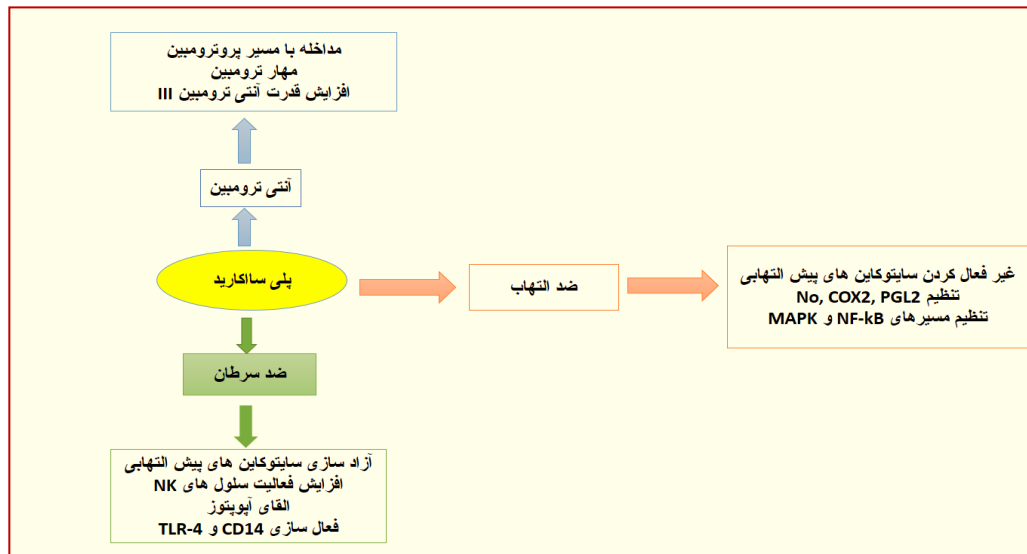 مداخله با مسیر پروترومبین
مهار ترومبین
افزایش قدرت آنتی ترومبین III
آنتی ترومبین
پلی سااکارید
ضد التهاب
غیر فعال کردن سایتوکاین های پیش التهابی
تنظیم No, COX2, PGL2
تنظیم مسیرهای NF-kB و MAPK
ضد سرطان
آزاد سازی سایتوکاین های پیش التهابی
افزایش فعالیت سلول های NK
القای آپوپتوز
فعال سازی CD14 و TLR-4